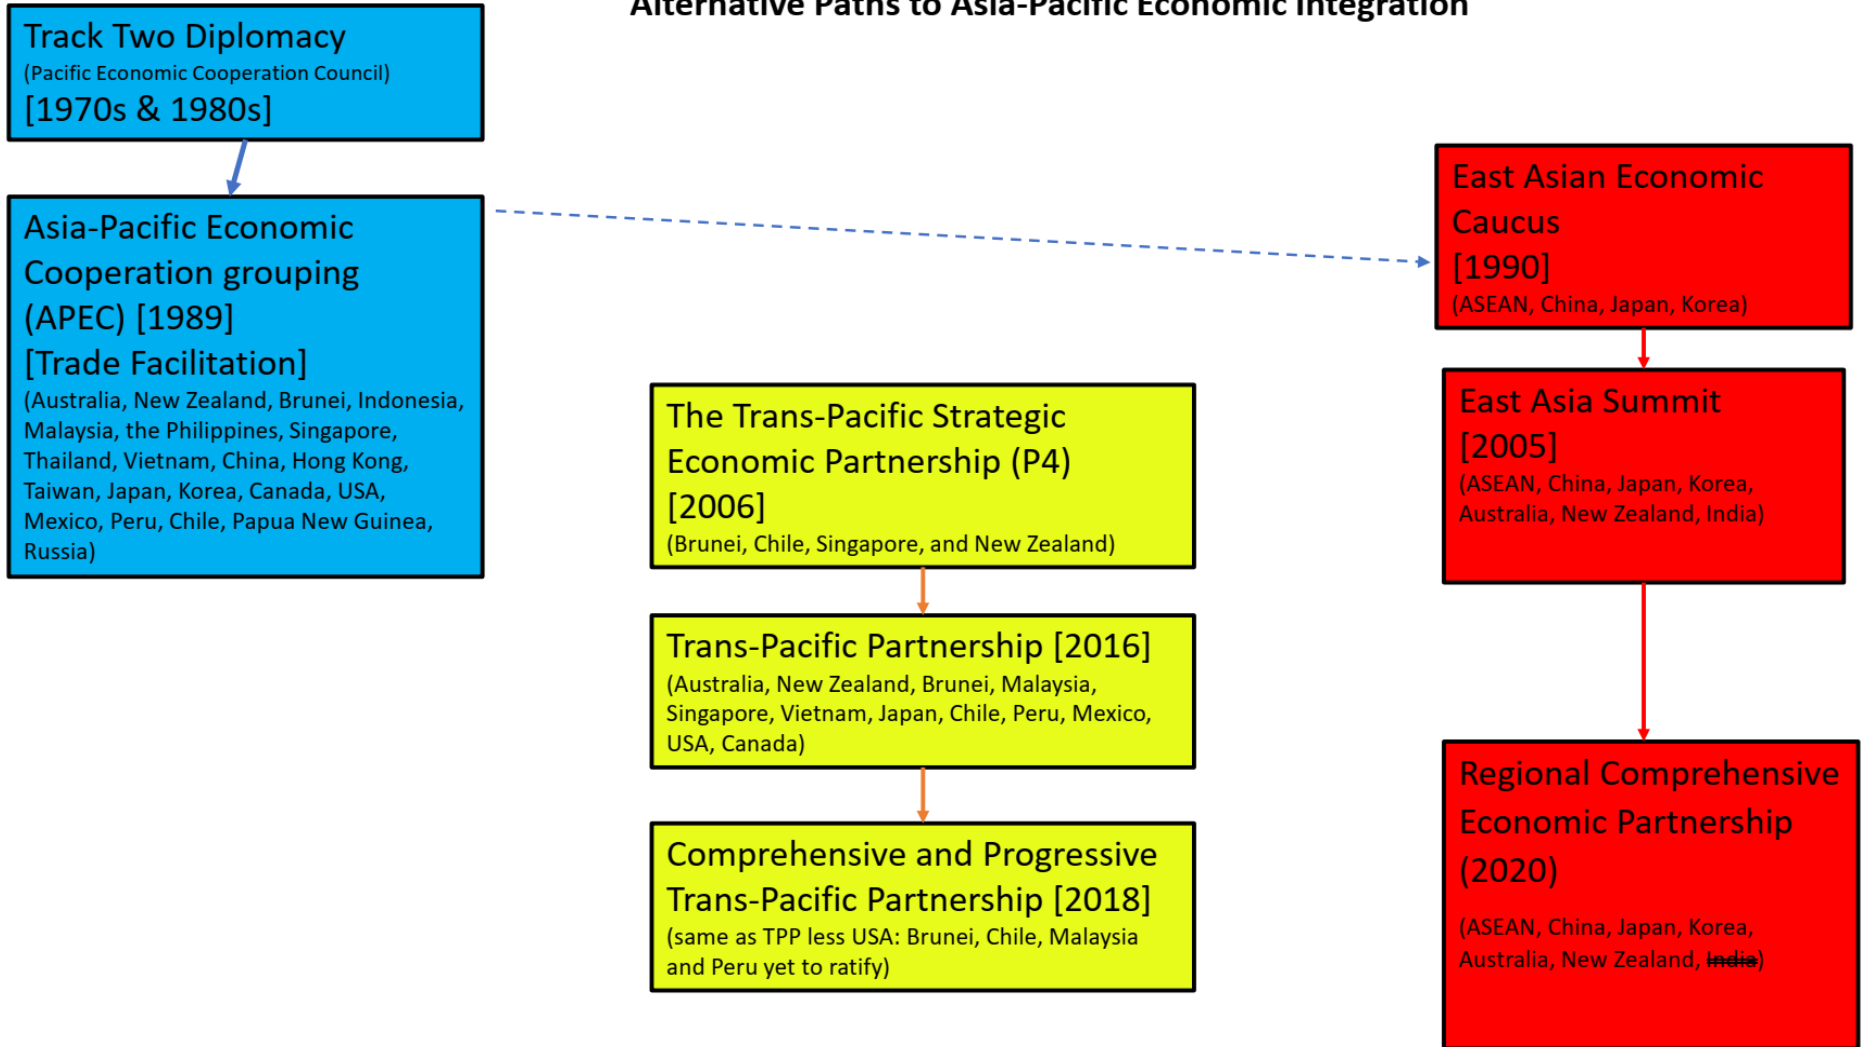 Alternative Paths to Asia-Pacific Economic Integration
Track Two Diplomacy
(Pacific Economic Cooperation Council)
[1970s & 1980s]
Asia-Pacific Economic
Cooperation grouping
(APEC) [1989]
[Trade Facilitation]
(Australia, New Zealand, Brunei, Indonesia,
Malaysia, the Philippines, Singapore,
Thailand, Vietnam, China, Hong Kong,
Taiwan, Japan, Korea, Canada, USA,
Mexico, Peru, Chile, Papua New Guinea,
Russia)
The Trans-Pacific Strategic
Economic Partnership (P4)
[2006]
(Brunei, Chile, Singapore, and New Zealand)
Trans-Pacific Partnership [2016]
(Australia, New Zealand, Brunei, Malaysia,
Singapore, Vietnam, Japan, Chile, Peru, Mexico,
USA, Canada)
Comprehensive and Progressive
Trans-Pacific Partnership [2018]
(same as TPP less USA: Brunei, Chile, Malaysia
and Peru yet to ratify)
East Asian Economic
Caucus
[1990]
(ASEAN, China, Japan, Korea)
East Asia Summit
[2005]
(ASEAN, China, Japan, Korea,
Australia, New Zealand, India)
Regional Comprehensive
Economic Partnership
(2020)
(ASEAN, China, Japan, Korea,
Australia, New Zealand, India)